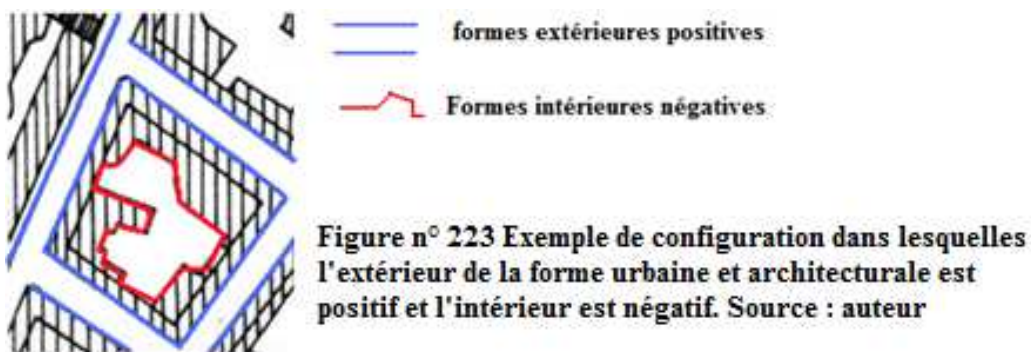 formes extérieures positives
Formes intérieures négatives
Figure n° 223 Exemple de configuration dans lesquelles
l'extérieur de la forme urbaine et architecturale est
positif et l'intérieur est négatif. Source : auteur